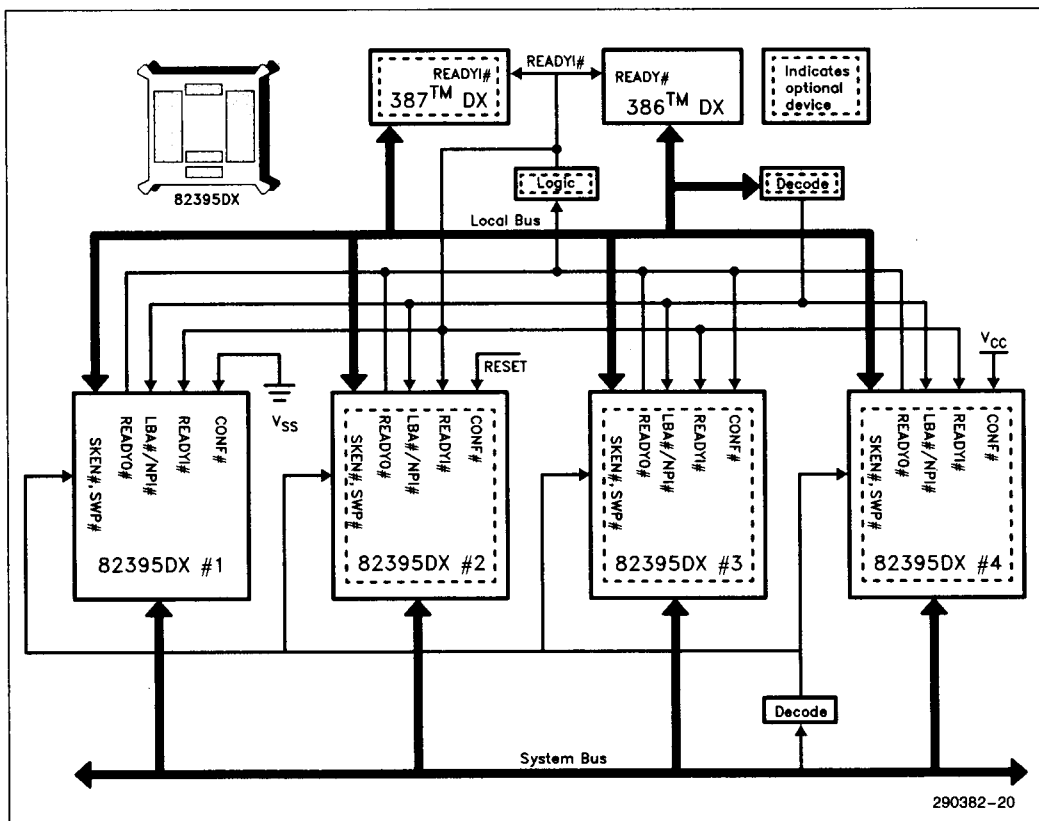 82395DX
READYI#
387™ DX
READYI#
READY#
386™ DX
Indicates
optional
device
Logic
Decode
Local Bus
VSS
RESET
VCC
SKEN#,SWP#
READYO#
LBA#/NPI#
READYI#
CONF#
82395DX #1
SKEN#,SWP#
READYO#
LBA#/NPI#
READYI#
CONF#
82395DX #2
SKEN#,SWP#
READYO#
LBA#/NPI#
READYI#
CONF#
82395DX #3
SKEN#,SWP#
READYO#
LBA#/NPI#
READYI#
CONF#
82395DX #4
Decode
System Bus
290382-20